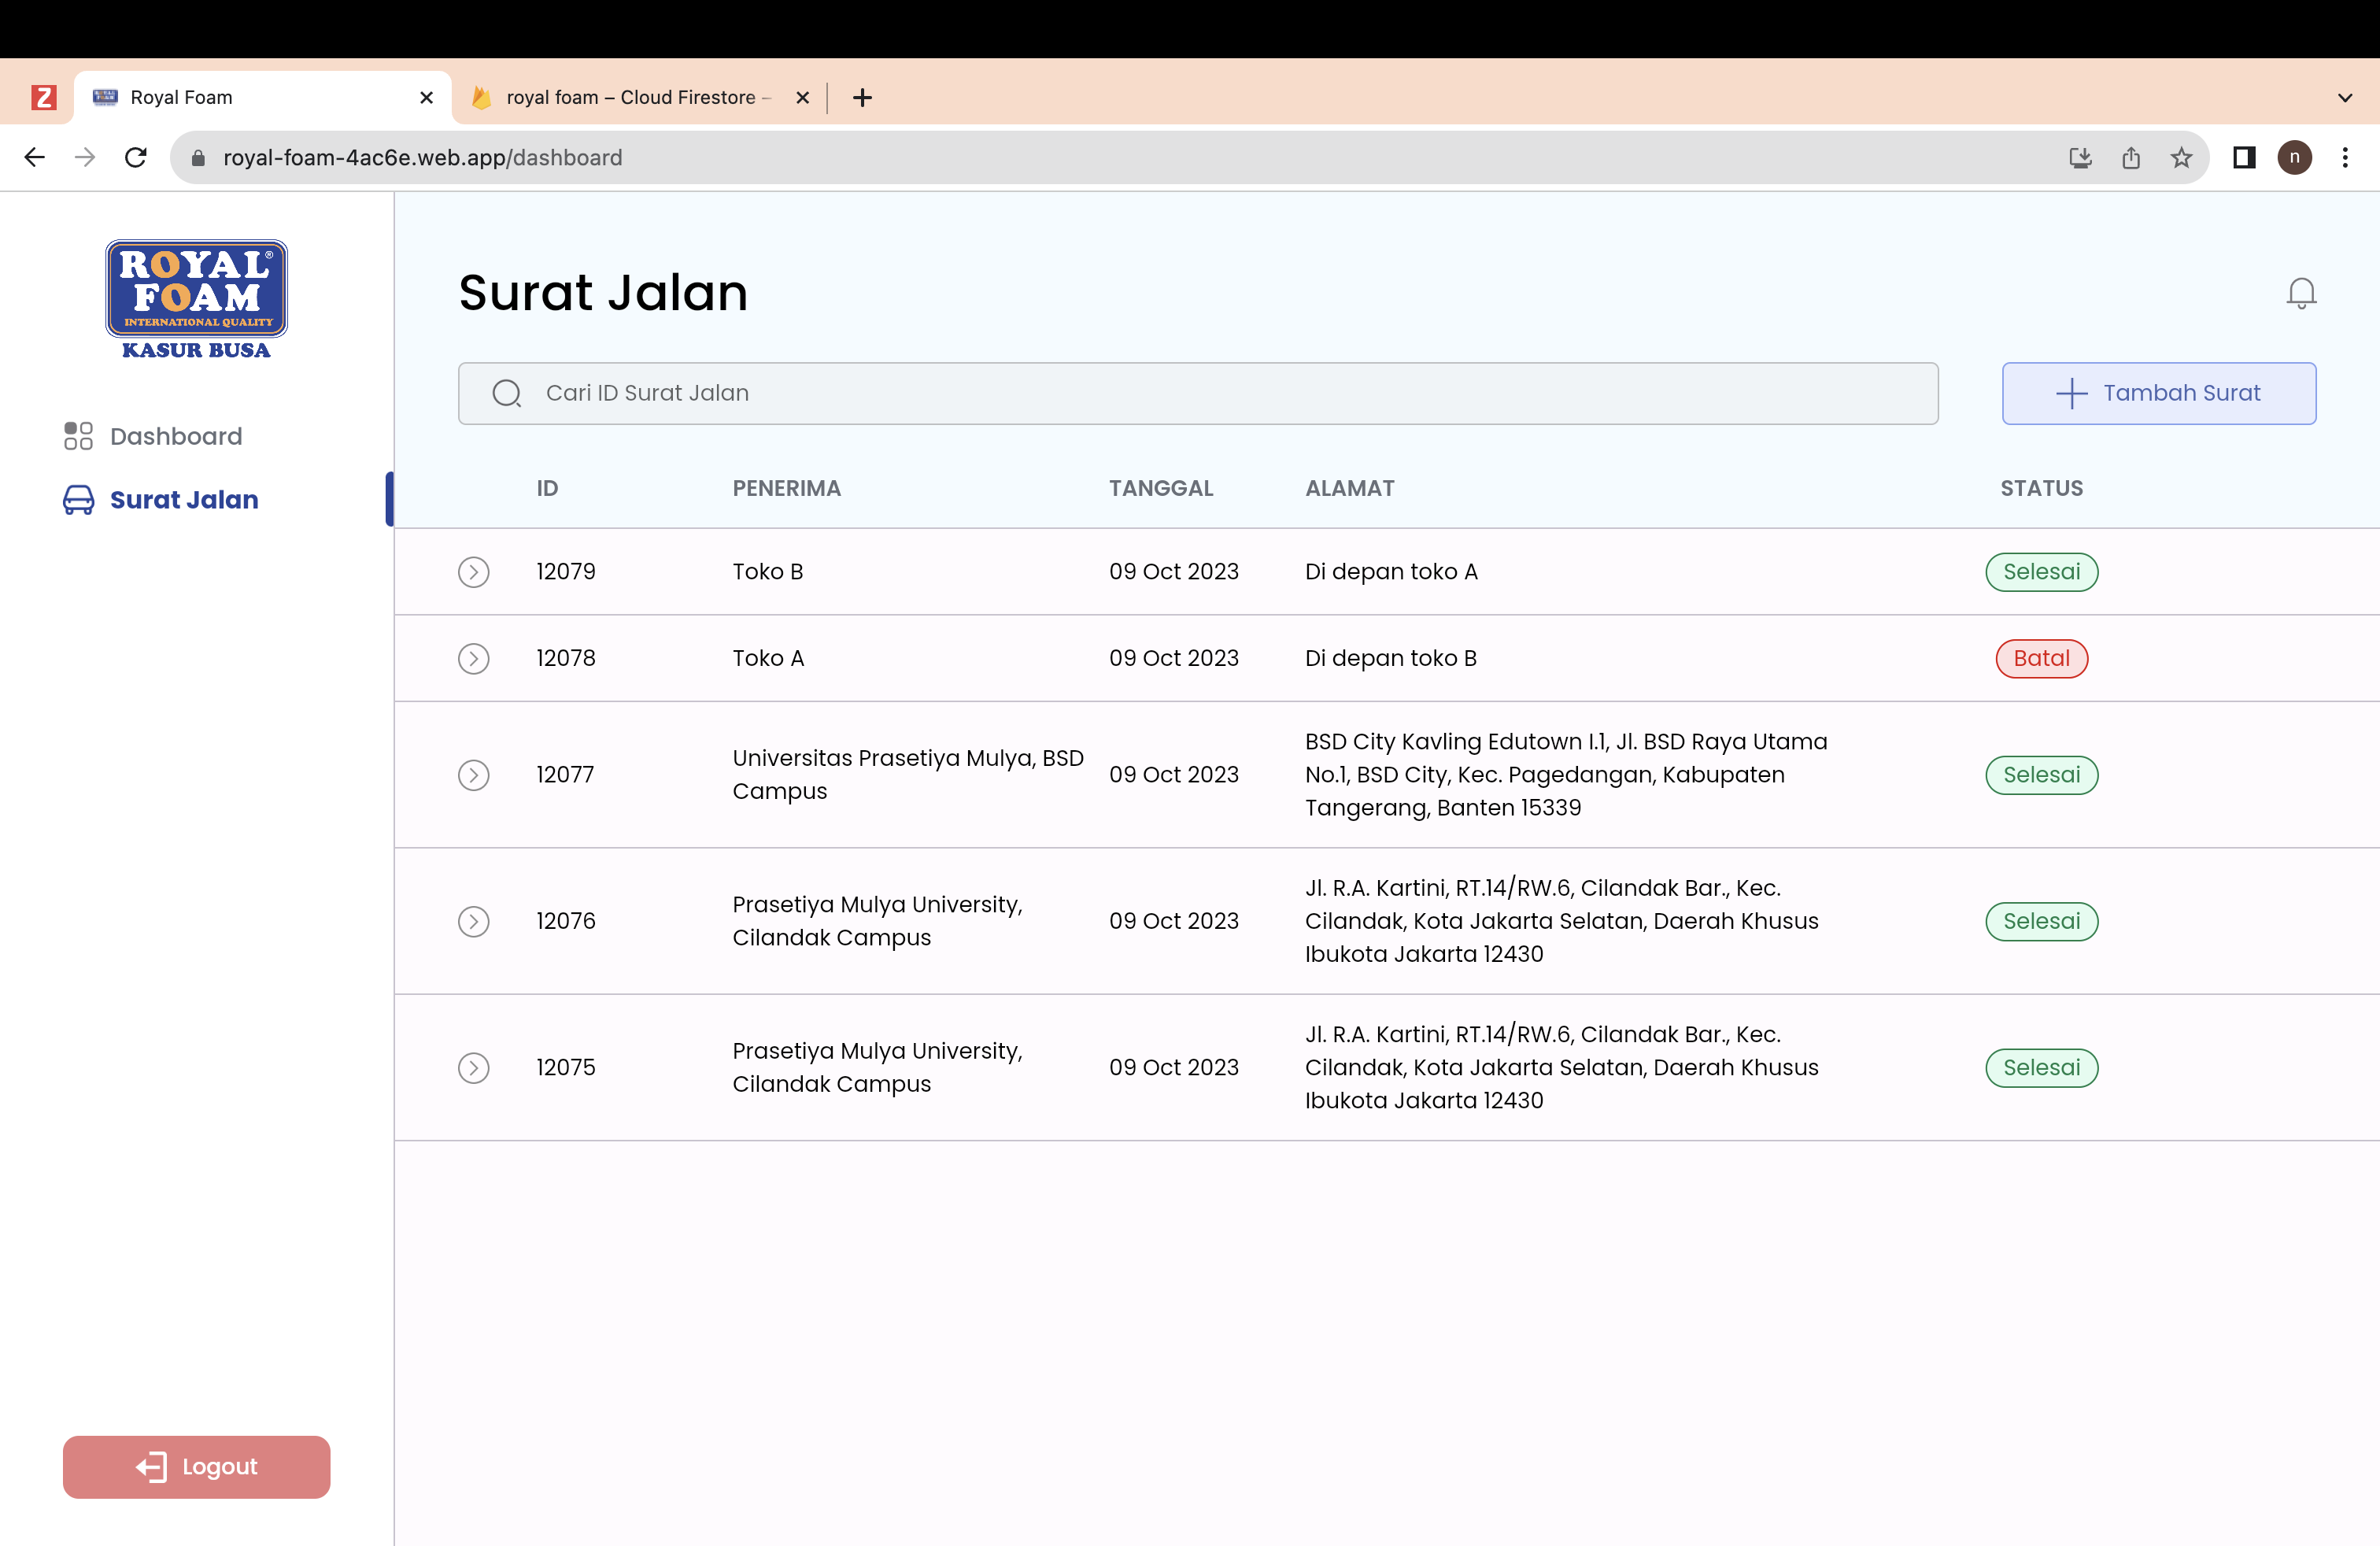 Z
Royal Foam
royal foam – Cloud Firestore –
royal-foam-4ac6e.web.app/dashboard
n
ROYAL®
FOAM
INTERNATIONAL QUALITY
KASUR BUSA
Dashboard
Surat Jalan
Logout
Surat Jalan
Cari ID Surat Jalan
Tambah Surat
ID PENERIMA TANGGAL ALAMAT STATUS
12079 Toko B 09 Oct 2023 Di depan toko A Selesai
12078 Toko A 09 Oct 2023 Di depan toko B Batal
12077
Universitas Prasetiya Mulya, BSD
Campus
09 Oct 2023
BSD City Kavling Edutown I.1, Jl. BSD Raya Utama
No.1, BSD City, Kec. Pagedangan, Kabupaten
Tangerang, Banten 15339
Selesai
12076
Prasetiya Mulya University,
Cilandak Campus
09 Oct 2023
Jl. R.A. Kartini, RT.14/RW.6, Cilandak Bar., Kec.
Cilandak, Kota Jakarta Selatan, Daerah Khusus
Ibukota Jakarta 12430
Selesai
12075
Prasetiya Mulya University,
Cilandak Campus
09 Oct 2023
Jl. R.A. Kartini, RT.14/RW.6, Cilandak Bar., Kec.
Cilandak, Kota Jakarta Selatan, Daerah Khusus
Ibukota Jakarta 12430
Selesai